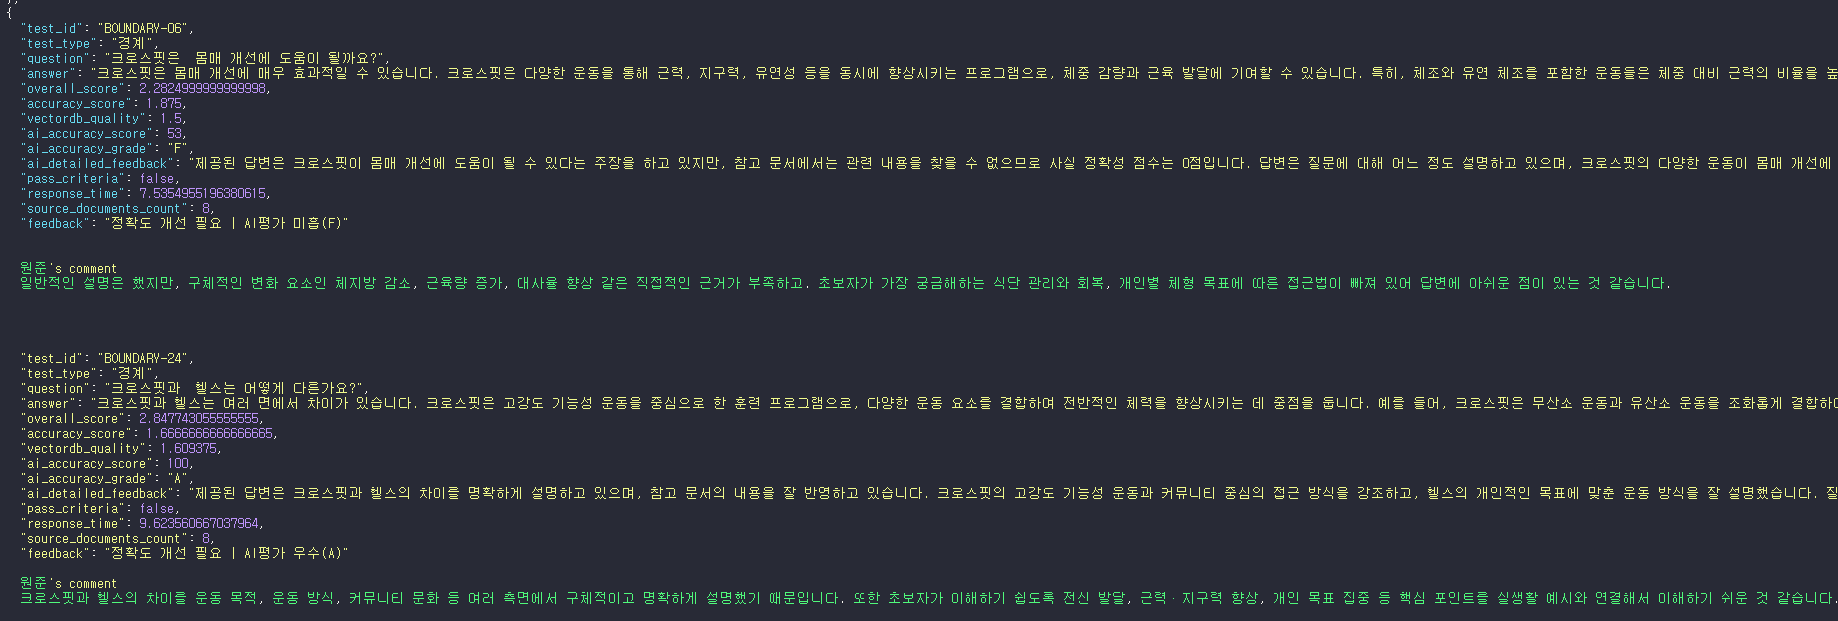 },
{
"test_id": "BOUNDARY-06",
"test_type": "경계",
"question": "크로스핏은  몸매 개선에 도움이 될까요?",
"answer": "크로스핏은 몸매 개선에 매우 효과적일 수 있습니다. 크로스핏은 다양한 운동을 통해 근력, 지구력, 유연성 등을 동시에 향상시키는 프로그램으로, 체중 감량과 근육 발달에 기여할 수 있습니다. 특히, 체조와 유연 체조를 포함한 운동들은 체중 대비 근력의 비율을 높
"overall_score": 2.2824999999999998,
"accuracy_score": 1.875,
"vectordb_quality": 1.5,
"ai_accuracy_score": 53,
"ai_accuracy_grade": "F",
"ai_detailed_feedback": "제공된 답변은 크로스핏이 몸매 개선에 도움이 될 수 있다는 주장을 하고 있지만, 참고 문서에서는 관련 내용을 찾을 수 없으므로 사실 정확성 점수는 0점입니다. 답변은 질문에 대해 어느 정도 설명하고 있으며, 크로스핏의 다양한 운동이 몸매 개선에
"pass_criteria": false,
"response_time": 7.5354955196380615,
"source_documents_count": 8,
"feedback": "정확도 개선 필요 | AI평가 미흡(F)"
원준's comment
일반적인 설명은 했지만, 구체적인 변화 요소인 체지방 감소, 근육량 증가, 대사율 향상 같은 직접적인 근거가 부족하고. 초보자가 가장 궁금해하는 식단 관리와 회복, 개인별 체형 목표에 따른 접근법이 빠져 있어 답변에 아쉬운 점이 있는 것 같습니다.
"test_id": "BOUNDARY-24",
"test_type": "경계",
"question": "크로스핏과  헬스는 어떻게 다른가요?",
"answer": "크로스핏과 헬스는 여러 면에서 차이가 있습니다. 크로스핏은 고강도 기능성 운동을 중심으로 한 훈련 프로그램으로, 다양한 운동 요소를 결합하여 전반적인 체력을 향상시키는 데 중점을 둡니다. 예를 들어, 크로스핏은 무산소 운동과 유산소 운동을 조화롭게 결합하여
"overall_score": 2.847743055555555,
"accuracy_score": 1.6666666666666665,
"vectordb_quality": 1.609375,
"ai_accuracy_score": 100,
"ai_accuracy_grade": "A",
"ai_detailed_feedback": "제공된 답변은 크로스핏과 헬스의 차이를 명확하게 설명하고 있으며, 참고 문서의 내용을 잘 반영하고 있습니다. 크로스핏의 고강도 기능성 운동과 커뮤니티 중심의 접근 방식을 강조하고, 헬스의 개인적인 목표에 맞춘 운동 방식을 잘 설명했습니다. 질
"pass_criteria": false,
"response_time": 9.623560667037964,
"source_documents_count": 8,
"feedback": "정확도 개선 필요 | AI평가 우수(A)"
원준's comment
크로스핏과 헬스의 차이를 운동 목적, 운동 방식, 커뮤니티 문화 등 여러 측면에서 구체적이고 명확하게 설명했기 때문입니다. 또한 초보자가 이해하기 쉽도록 전신 발달, 근력·지구력 향상, 개인 목표 집중 등 핵심 포인트를 실생활 예시와 연결해서 이해하기 쉬운 것 같습니다.